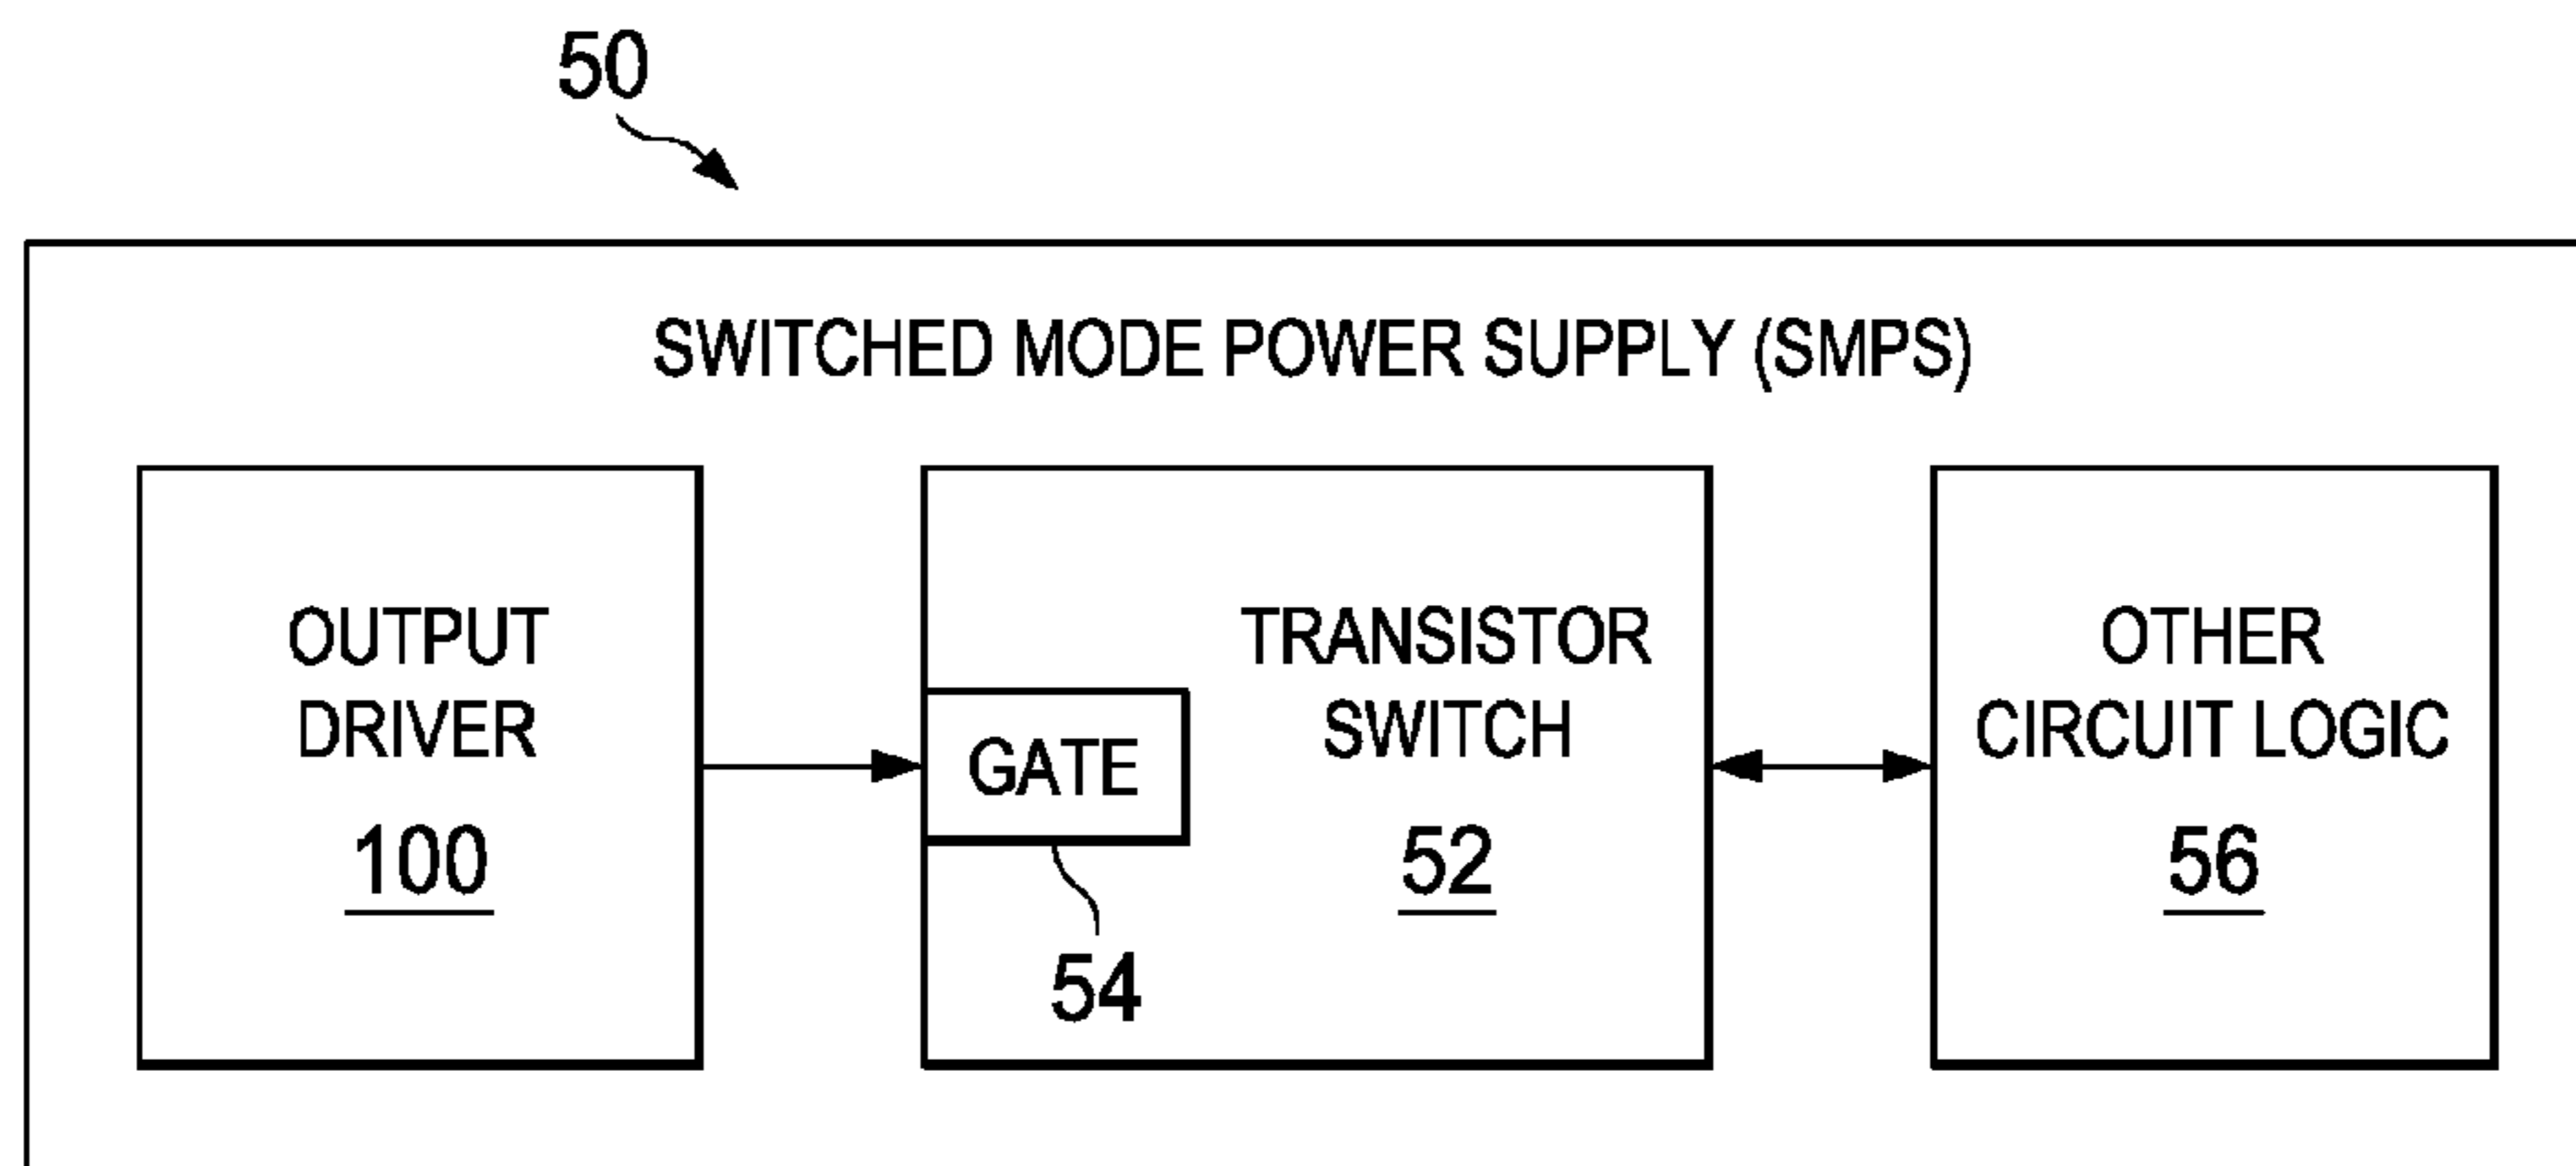 50
SWITCHED MODE POWER SUPPLY (SMPS)
OUTPUT
DRIVER
100
GATE
54
TRANSISTOR
SWITCH
52
OTHER
CIRCUIT LOGIC
56